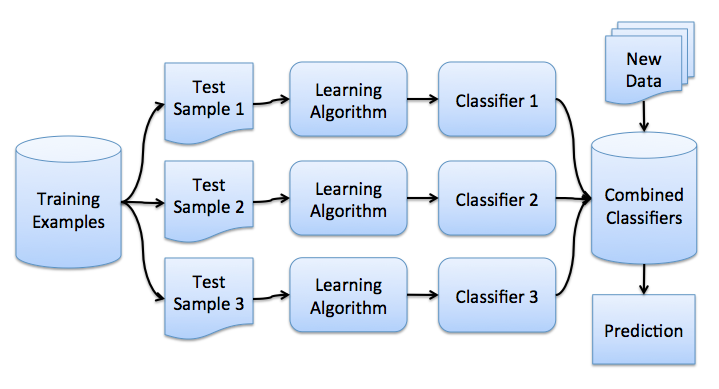 Training
Examples
Test
Sample 1
Learning
Algorithm
Classifier 1
Test
Sample 2
Learning
Algorithm
Classifier 2
Test
Sample 3
Learning
Algorithm
Classifier 3
New
Data
Combined
Classifiers
Prediction